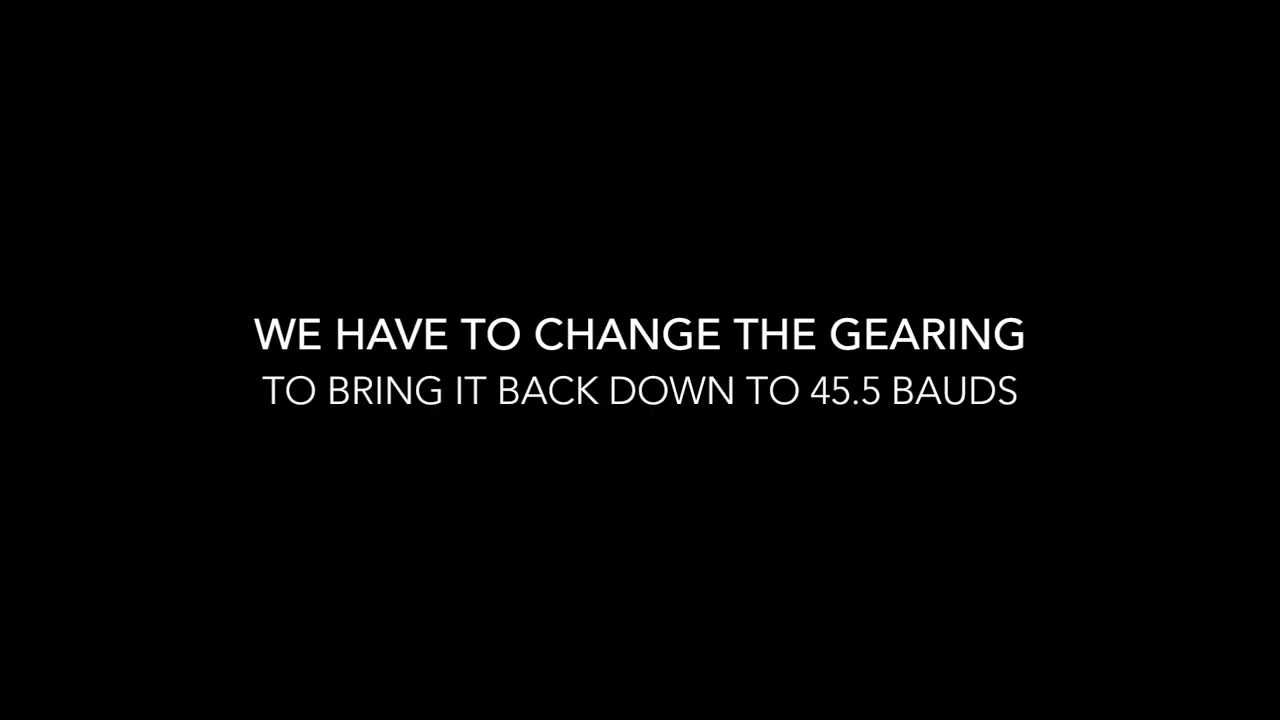 WE HAVE TO CHANGE THE GEARING
TO BRING IT BACK DOWN TO 45.5 BAUDS